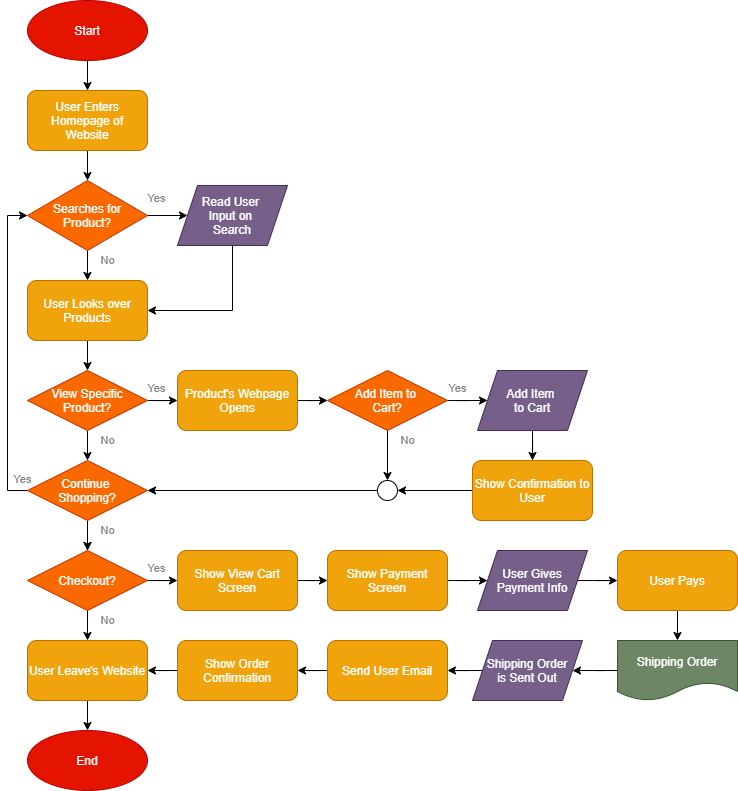 Start
User Enters
Homepage of
Website
Searches for
Product?
Yes
Read User
Input on
Search
No
User Looks over
Products
View Specific
Product?
Yes
Product's Webpage
Opens
Add Item to
Cart?
Yes
Add Item
to Cart
No
No
Yes
Continue
Shopping?
Show Confirmation to
User
No
Checkout?
Yes
Show View Cart
Screen
Show Payment
Screen
User Gives
Payment Info
User Pays
No
User Leave's Website
Show Order
Confirmation
Send User Email
Shipping Order
is Sent Out
Shipping Order
End